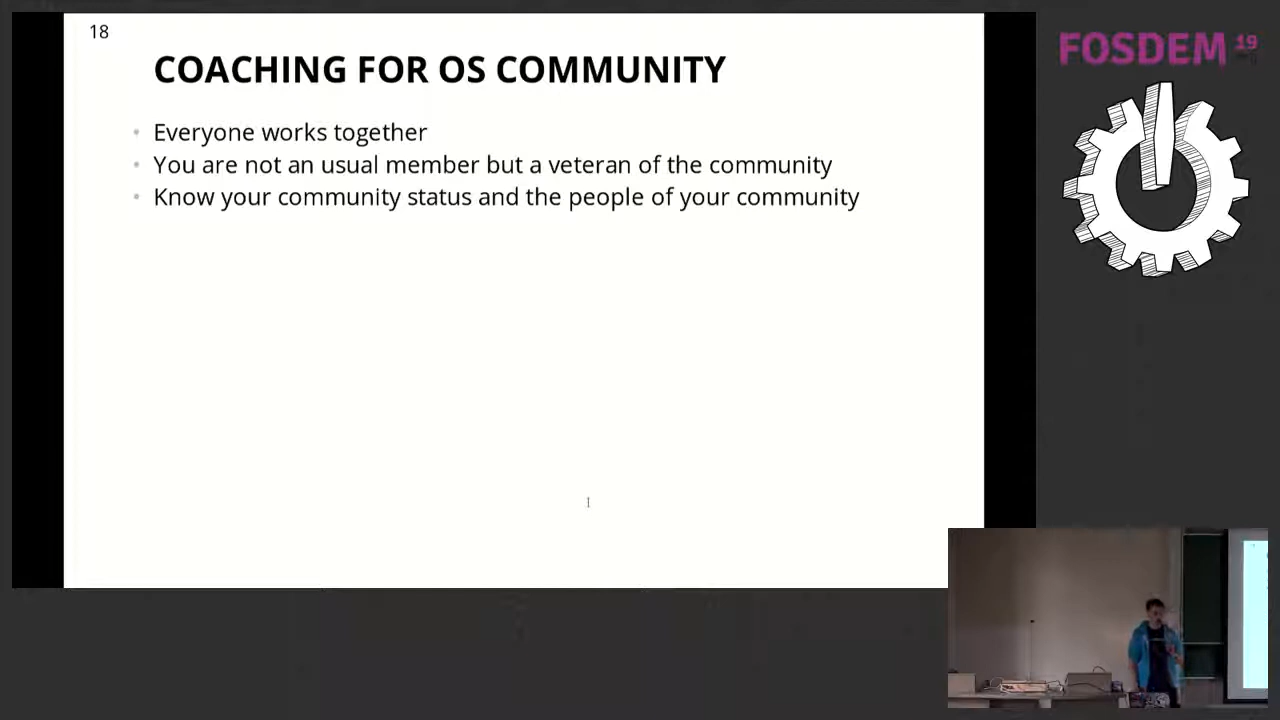 18
COACHING FOR OS COMMUNITY
• Everyone works together
• You are not an usual member but a veteran of the community
• Know your community status and the people of your community
FOSDEM 19